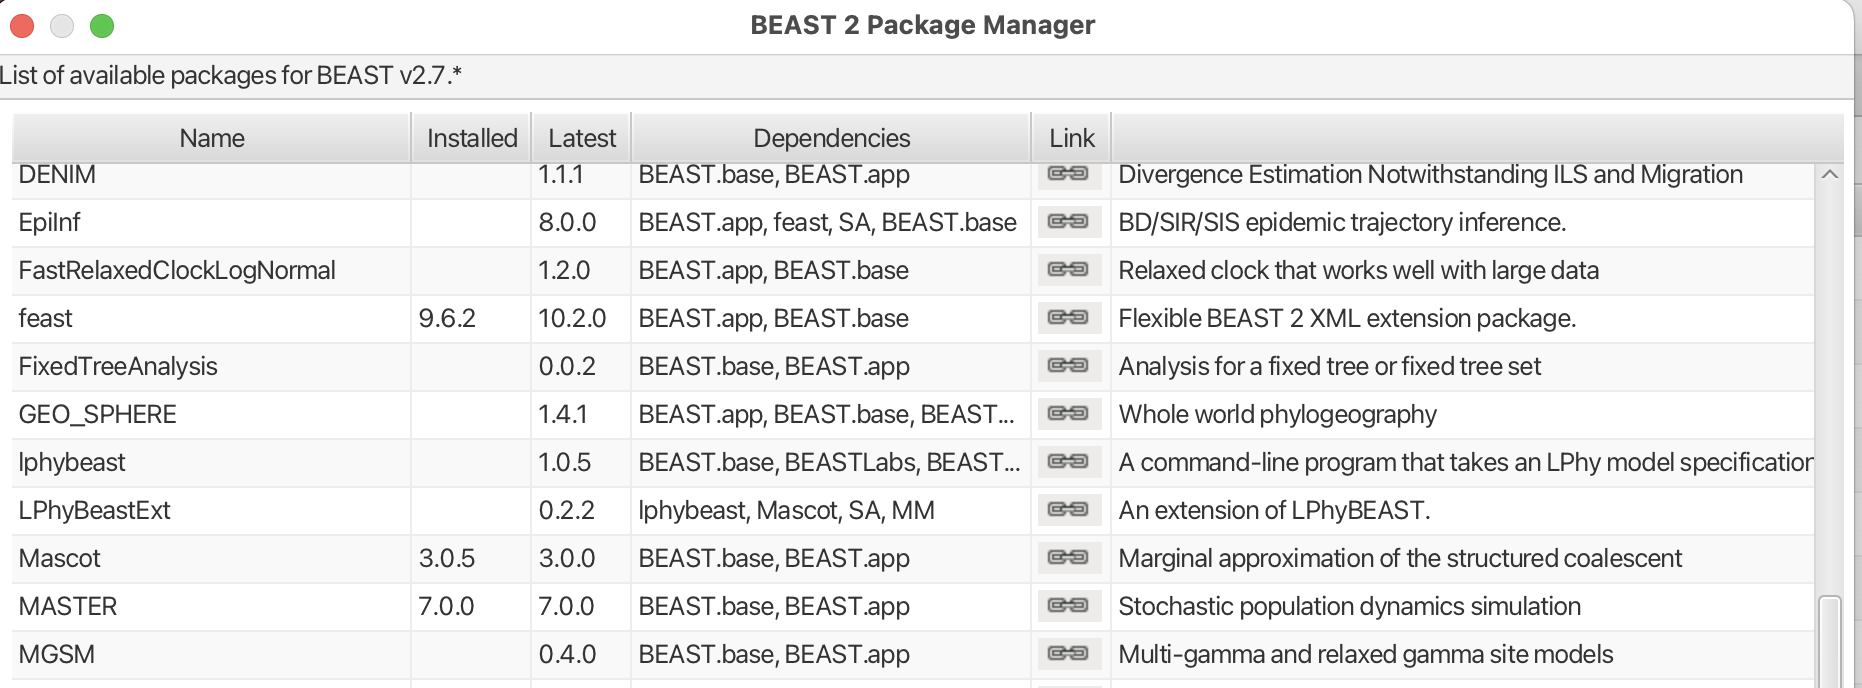 BEAST 2 Package Manager
List of available packages for BEAST v2.7.*
Name Installed Latest Dependencies Link
DENIM 1.1.1 BEAST.base, BEAST.app Divergence Estimation Notwithstanding ILS and Migration
EpiInf 8.0.0 BEAST.app, feast, SA, BEAST.base BD/SIR/SIS epidemic trajectory inference.
FastRelaxedClockLogNormal 1.2.0 BEAST.app, BEAST.base Relaxed clock that works well with large data
feast 9.6.2 10.2.0 BEAST.app, BEAST.base Flexible BEAST 2 XML extension package.
FixedTreeAnalysis 0.0.2 BEAST.base, BEAST.app Analysis for a fixed tree or fixed tree set
GEO_SPHERE 1.4.1 BEAST.app, BEAST.base, BEAST... Whole world phylogeography
lphybeast 1.0.5 BEAST.base, BEASTLabs, BEAST... A command-line program that takes an LPhy model specification
LPhyBeastExt 0.2.2 lphybeast, Mascot, SA, MM An extension of LPhyBEAST.
Mascot 3.0.5 3.0.0 BEAST.base, BEAST.app Marginal approximation of the structured coalescent
MASTER 7.0.0 7.0.0 BEAST.base, BEAST.app Stochastic population dynamics simulation
MGSM 0.4.0 BEAST.base, BEAST.app Multi-gamma and relaxed gamma site models